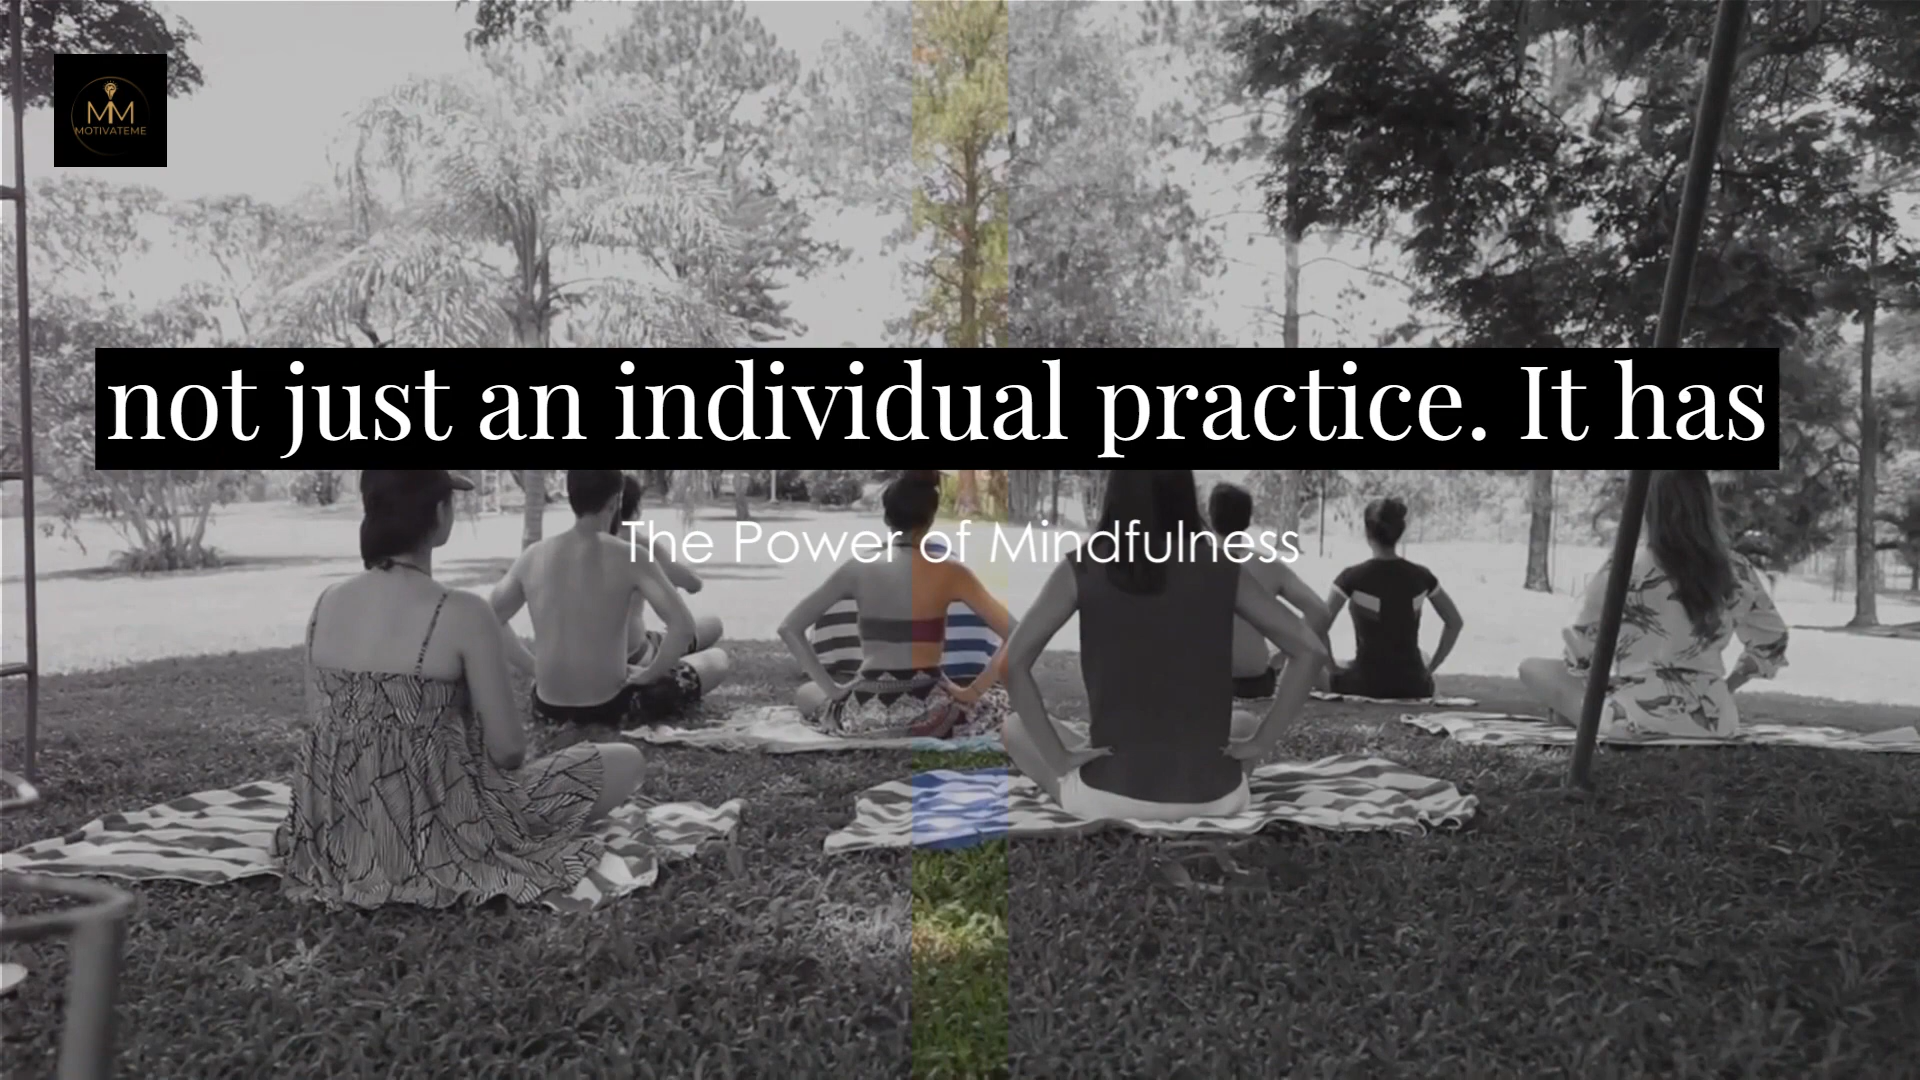 MM
MOTIVATEME
not just an individual practice. It has
The Power of Mindfulness